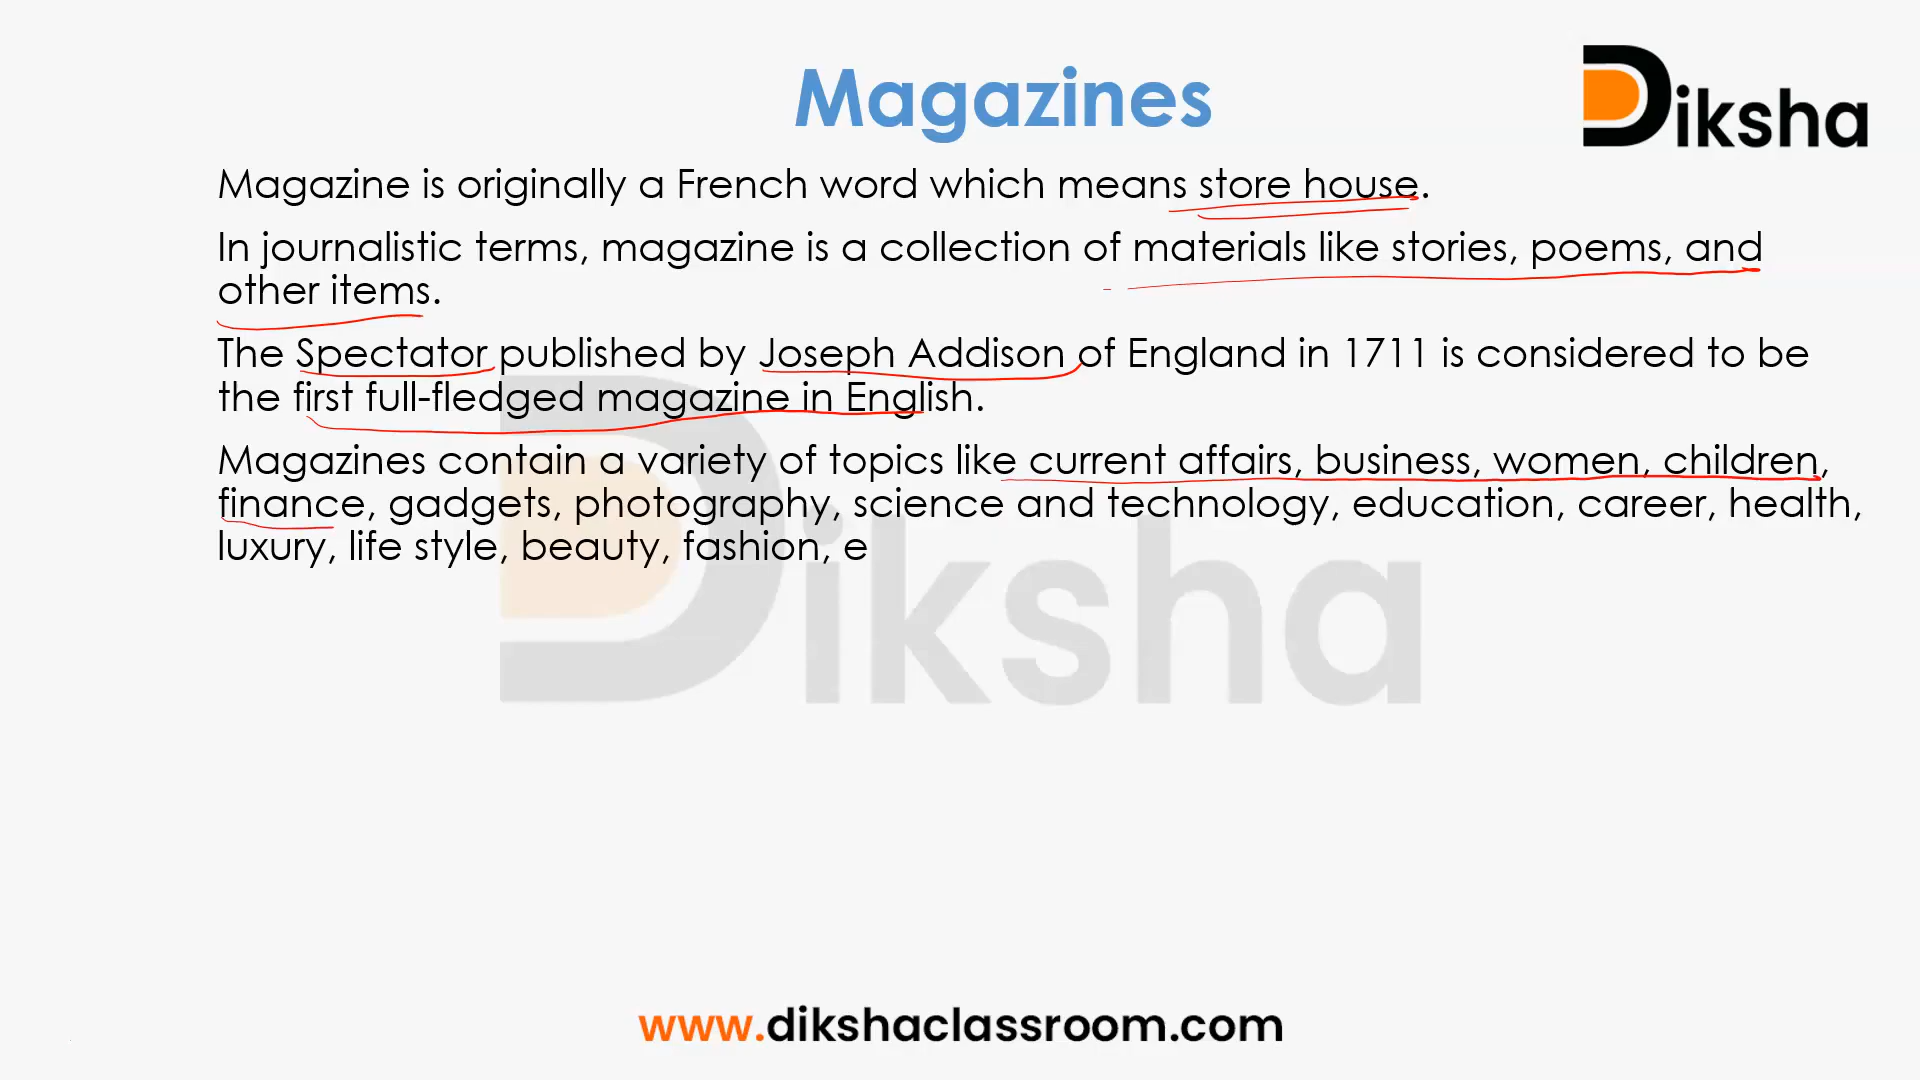 Magazines
Diksha
Magazine is originally a French word which means store house.
In journalistic terms, magazine is a collection of materials like stories, poems, and
other items.
The Spectator published by Joseph Addison of England in 1711 is considered to be
the first full-fledged magazine in English.
Magazines contain a variety of topics like current affairs, business, women, children,
finance, gadgets, photography, science and technology, education, career, health,
luxury, life style, beauty, fashion, e
Diksha
www.dikshaclassroom.com